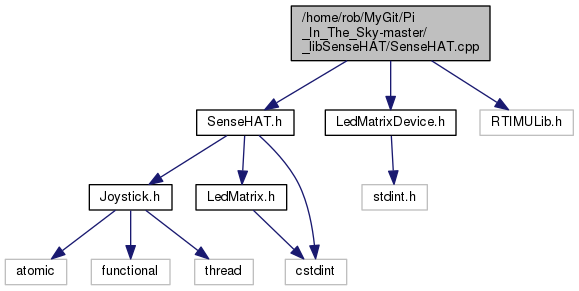 /home/rob/MyGit/Pi
_In_The_Sky-master/
_libSenseHAT/SenseHAT.cpp
SenseHAT.h
LedMatrixDevice.h
RTIMULib.h
Joystick.h
LedMatrix.h
stdint.h
atomic
functional
thread
cstdint